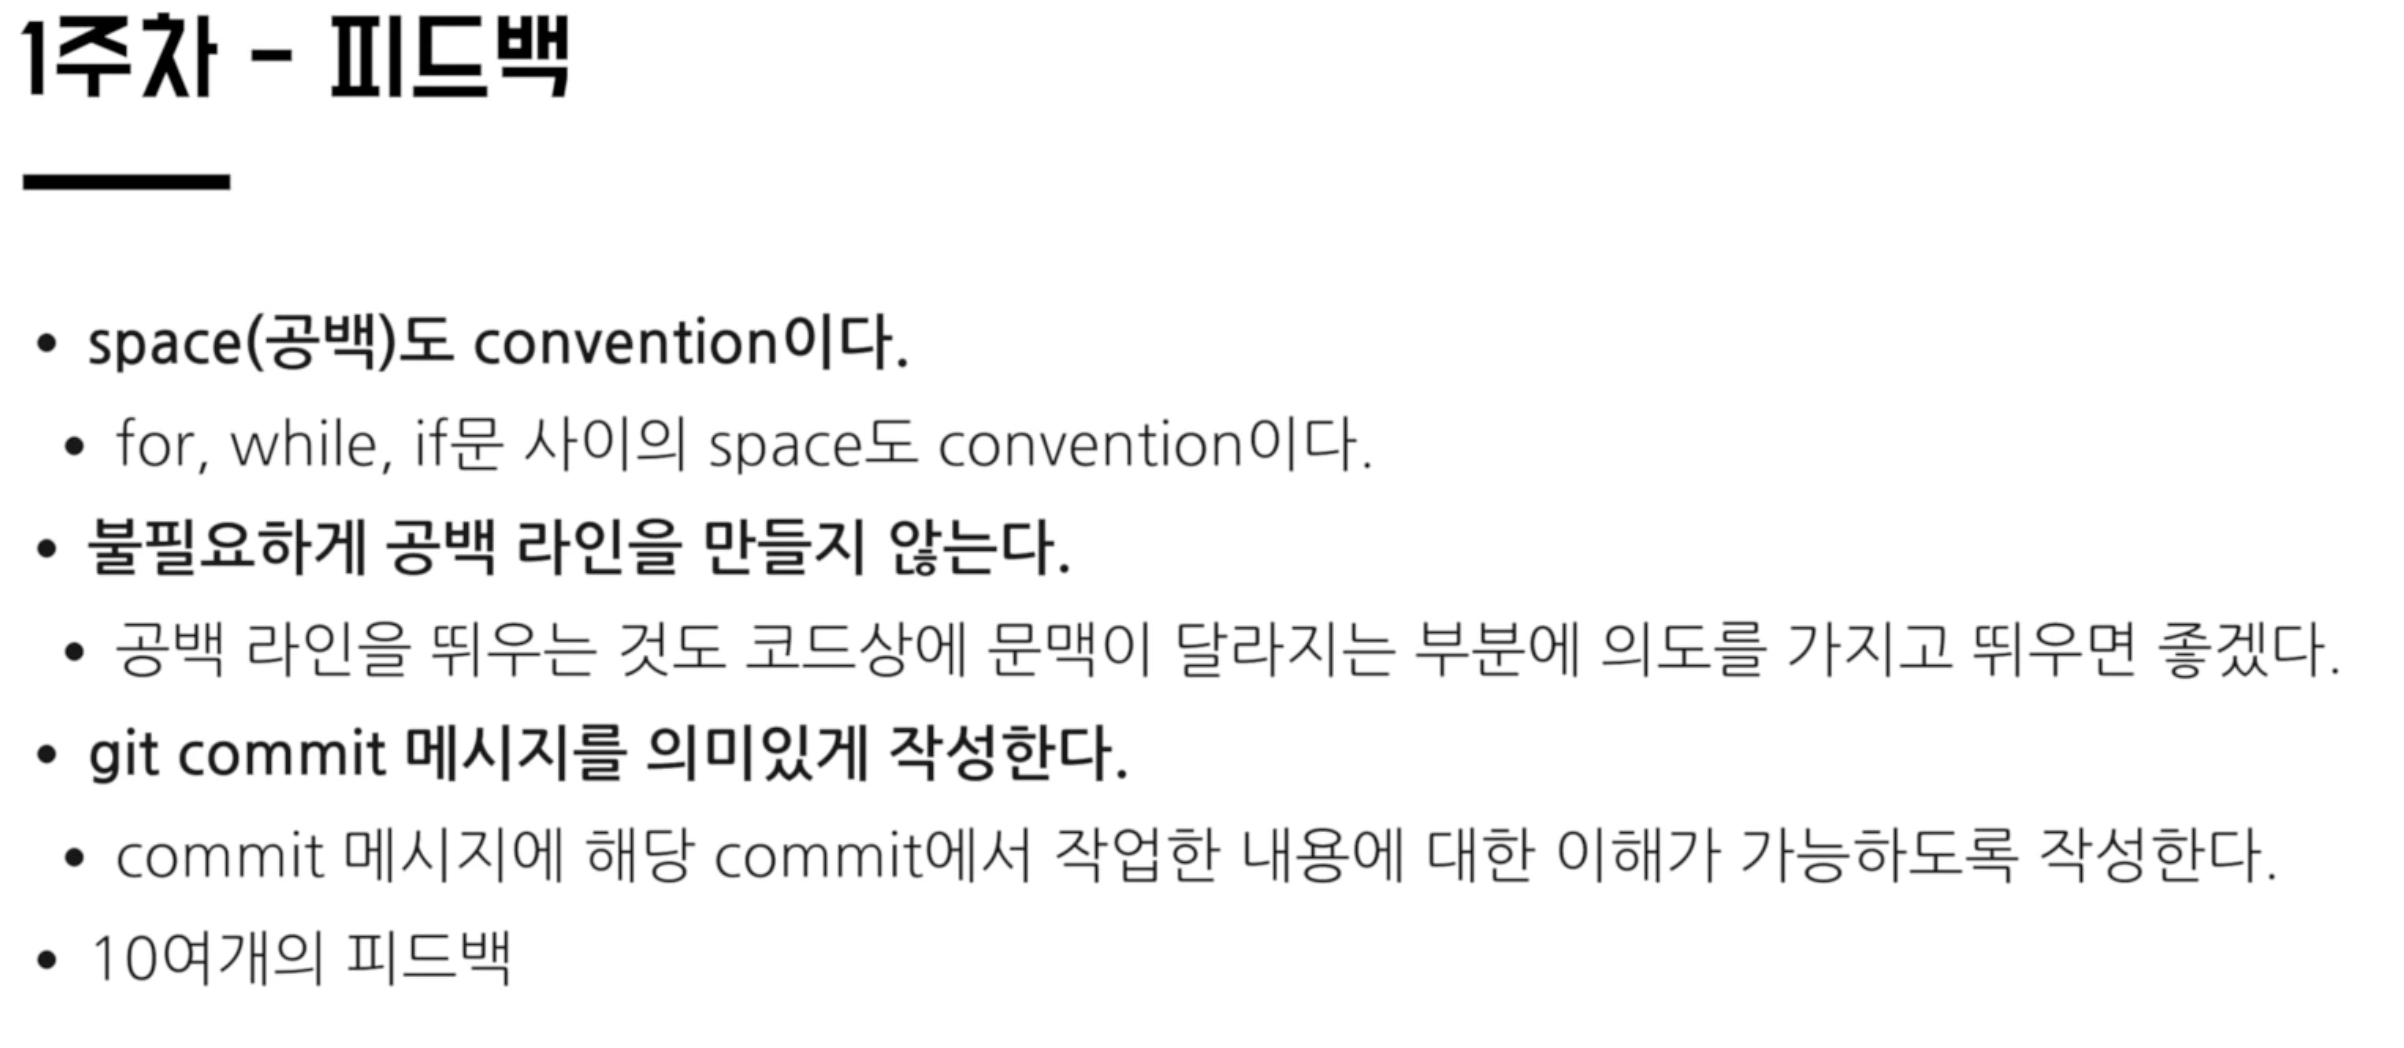 1주차 - 피드백
space(공백)도 convention이다.
for, while, if문 사이의 space도 convention이다.
불필요하게 공백 라인을 만들지 않는다.
공백 라인을 띄우는 것도 코드상에 문맥이 달라지는 부분에 의도를 가지고 띄우면 좋겠다.
git commit 메시지를 의미있게 작성한다.
commit 메시지에 해당 commit에서 작업한 내용에 대한 이해가 가능하도록 작성한다.
10여개의 피드백